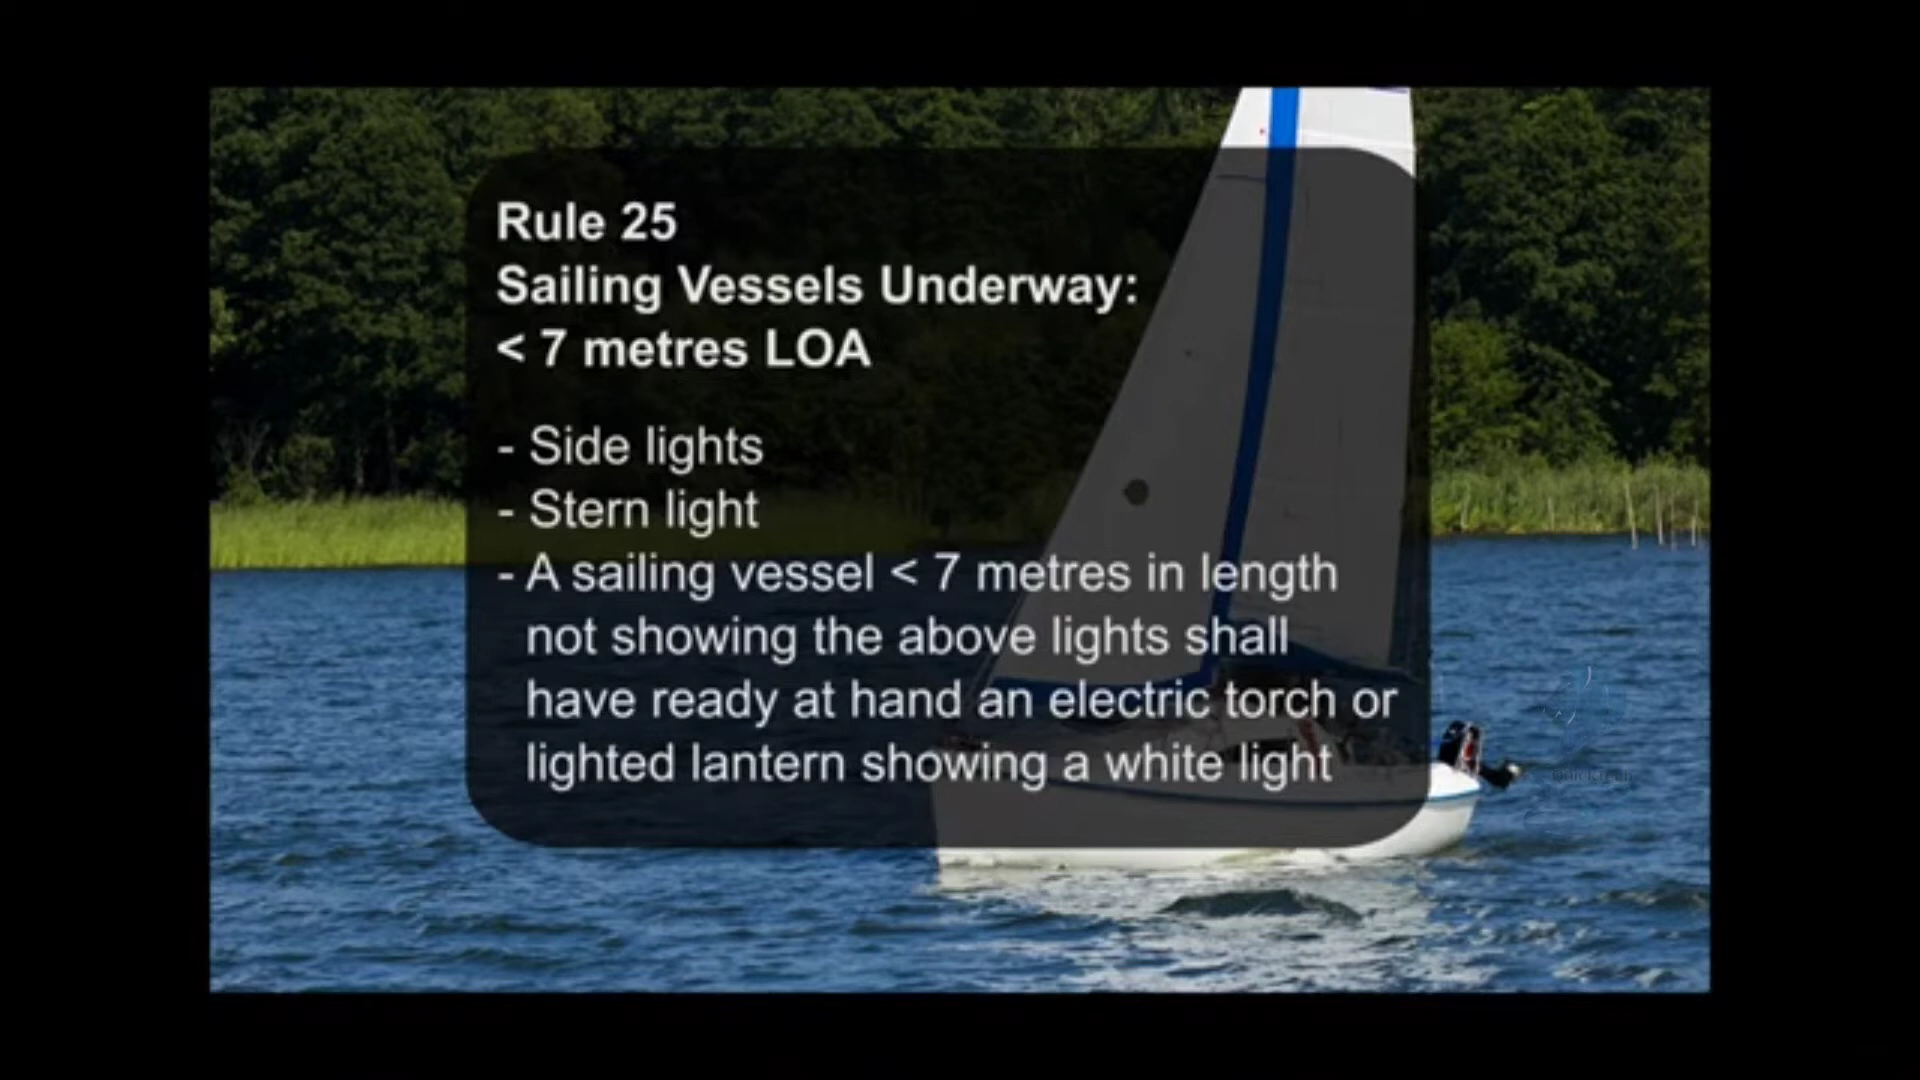 Rule 25
Sailing Vessels Underway:
< 7 metres LOA
- Side lights
- Stern light
- A sailing vessel < 7 metres in length
not showing the above lights shall
have ready at hand an electric torch or
lighted lantern showing a white light